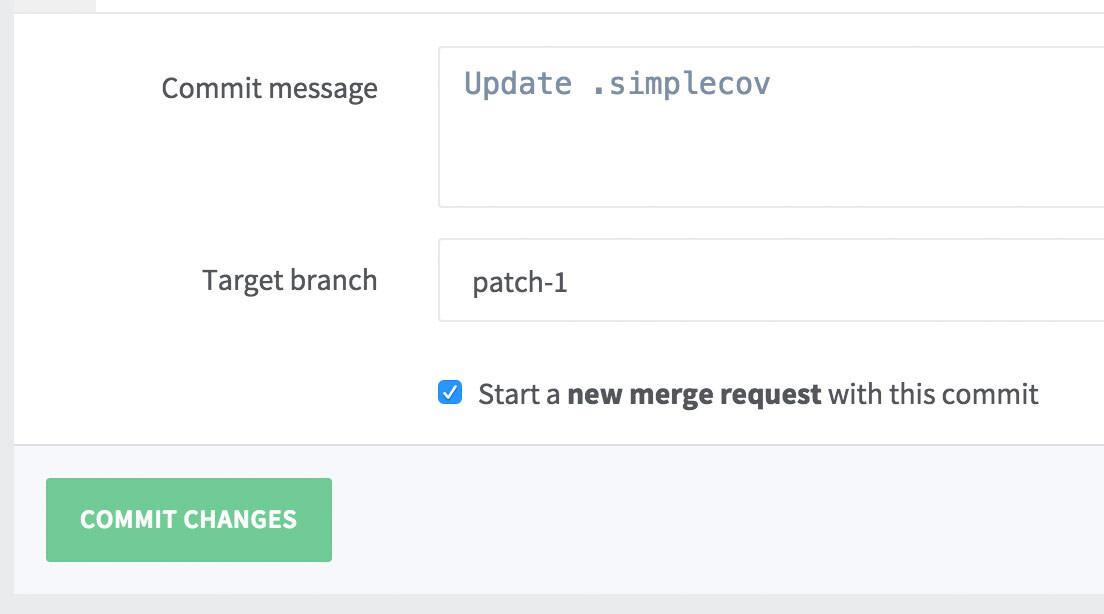 Commit message
Update .simplecov
Target branch
patch-1
Start a new merge request with this commit
COMMIT CHANGES